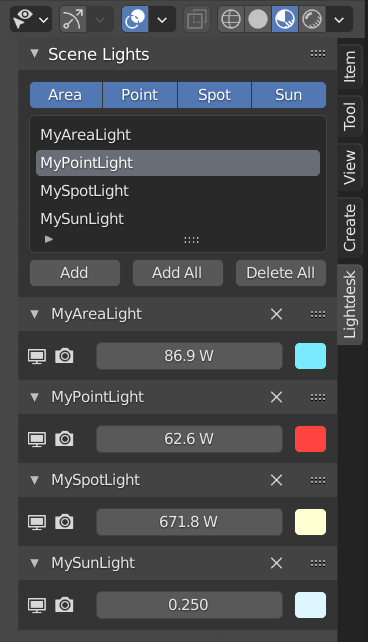 Scene Lights
Area Point Spot Sun
MyAreaLight
MyPointLight
MySpotLight
MySunLight
Add Add All Delete All
MyAreaLight
86.9 W
MyPointLight
62.6 W
MySpotLight
671.8 W
MySunLight
0.250
Item
Tool
View
Create
Lightdesk